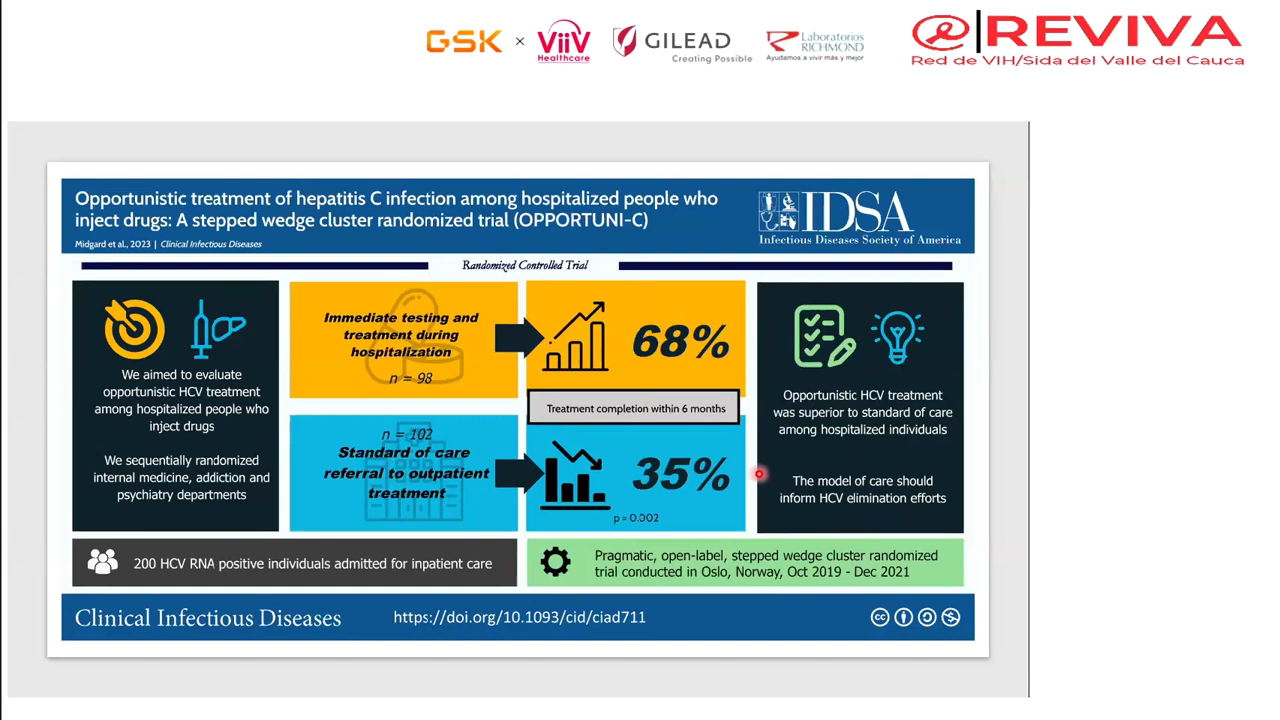 GSK × ViiV Healthcare GILEAD Creating Possible Laboratorios RICHMOND Ayudamos a vivir más y mejor
@|REVIVA
Red de VIH/Sida del Valle del Cauca
Opportunistic treatment of hepatitis C infection among hospitalized people who
inject drugs: A stepped wedge cluster randomized trial (OPPORTUNI-C)
Midgard et al., 2023 | Clinical Infectious Diseases
IDSA
Infectious Diseases Society of America
Randomized Controlled Trial
We aimed to evaluate
opportunistic HCV treatment
among hospitalized people who
inject drugs
We sequentially randomized
internal medicine, addiction and
psychiatry departments
Immediate testing and
treatment during
hospitalization
n = 98
68%
Treatment completion within 6 months
n = 102
Standard of care
referral to outpatient
treatment
35%
p = 0.002
Opportunistic HCV treatment
was superior to standard of care
among hospitalized individuals
The model of care should
inform HCV elimination efforts
200 HCV RNA positive individuals admitted for inpatient care
Pragmatic, open-label, stepped wedge cluster randomized
trial conducted in Oslo, Norway, Oct 2019 - Dec 2021
Clinical Infectious Diseases
https://doi.org/10.1093/cid/ciad711
cc